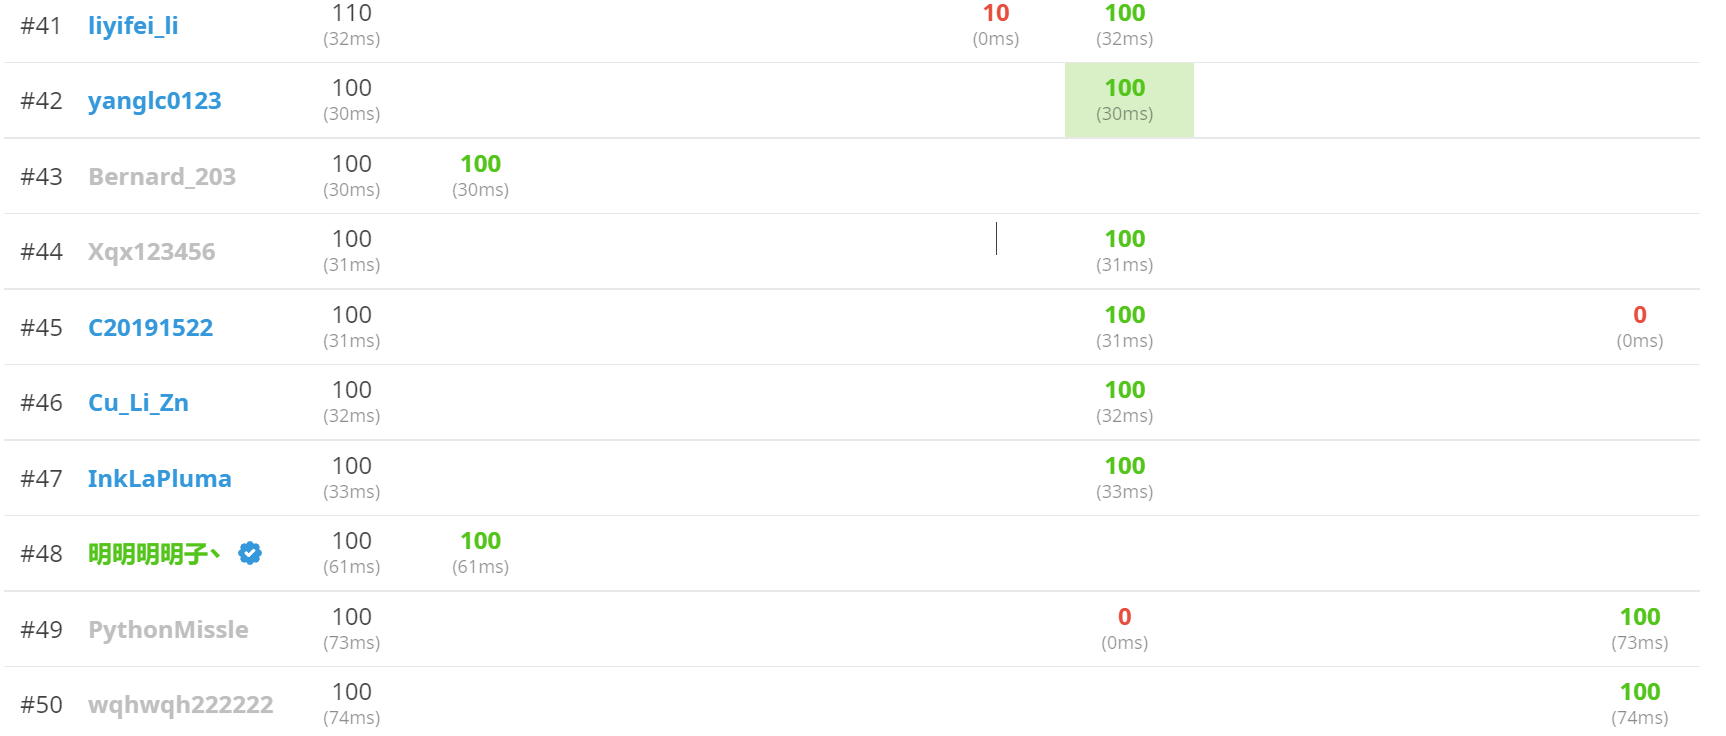 #41 liyifei_li 110 10 100
(32ms) (0ms) (32ms)
#42 yanglc0123 100 100
(30ms) (30ms)
#43 Bernard_203 100 100
(30ms) (30ms)
#44 Xqx123456 100 100
(31ms) (31ms)
#45 C20191522 100 100 0
(31ms) (31ms) (0ms)
#46 Cu_Li_Zn 100 100
(32ms) (32ms)
#47 InkLaPluma 100 100
(33ms) (33ms)
#48 明明明明子丶 100 100
(61ms) (61ms)
#49 PythonMissle 100 0 100
(73ms) (0ms) (73ms)
#50 wqhwqh222222 100 100
(74ms) (74ms)